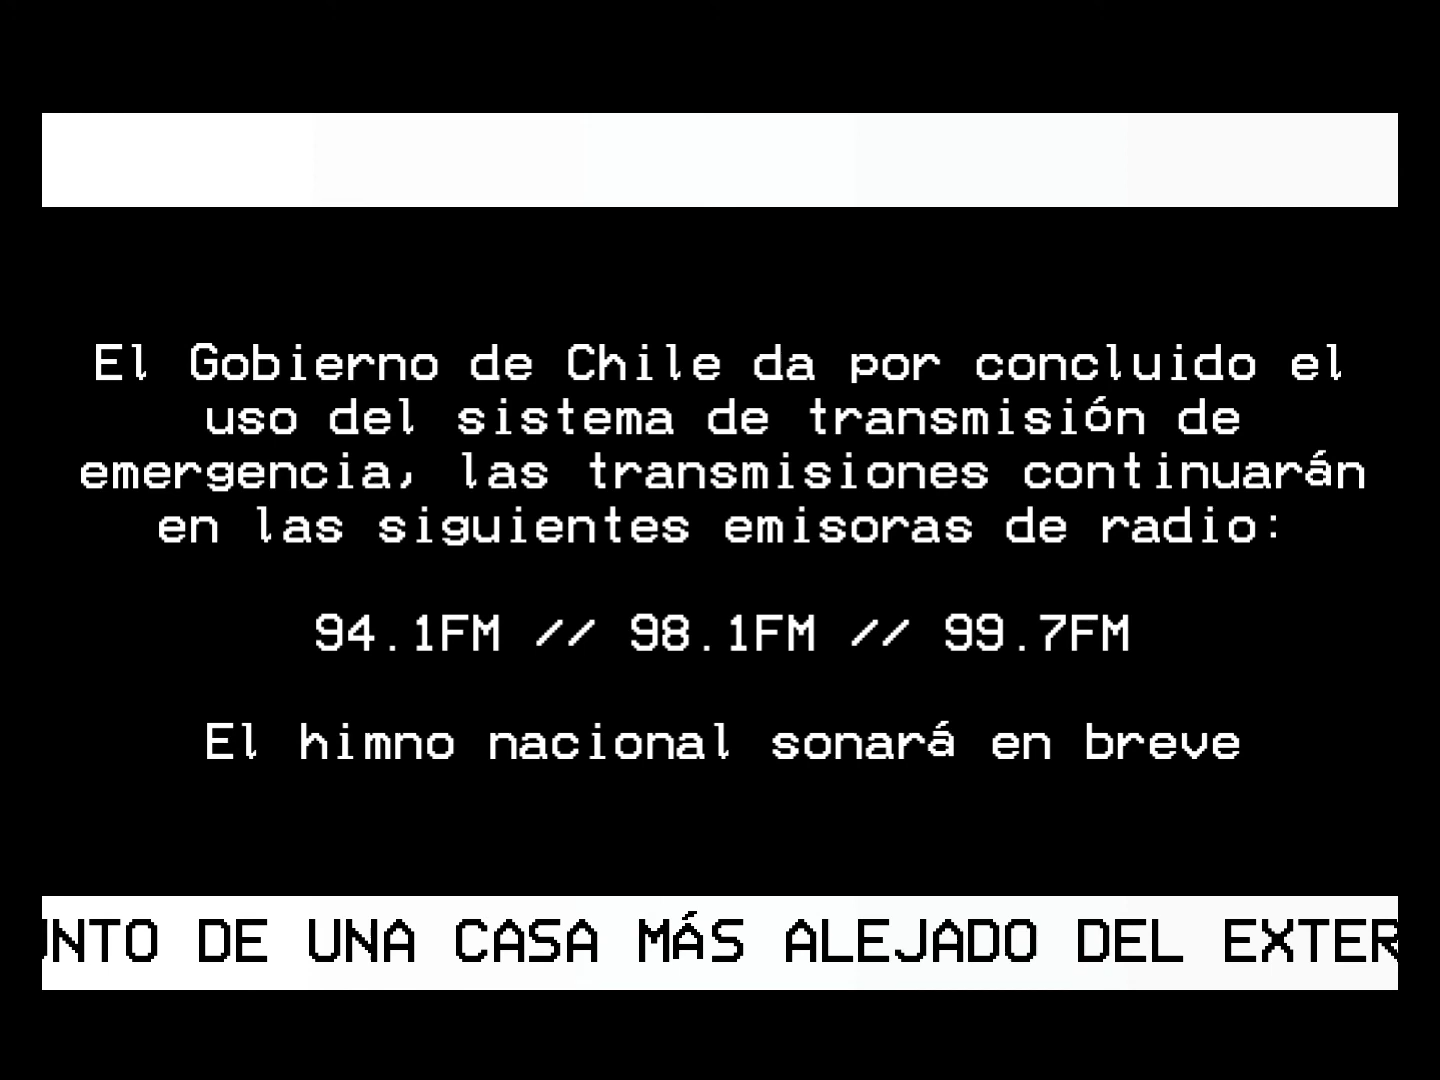 El Gobierno de Chile da por concluido el
uso del sistema de transmisión de
emergencia, las transmisiones continuarán
en las siguientes emisoras de radio:
94.1FM // 98.1FM // 99.7FM
El himno nacional sonará en breve
DE UNA CASA MÁS ALEJADO DEL